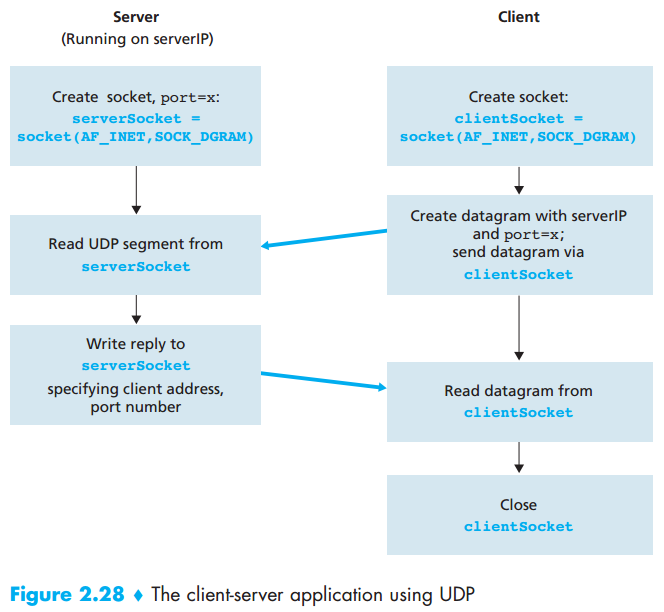 Server
(Running on serverIP)
Create socket, port=x:
serverSocket =
socket(AF_INET,SOCK_DGRAM)
Read UDP segment from
serverSocket
Write reply to
serverSocket
specifying client address,
port number
Client
Create socket:
clientSocket =
socket(AF_INET,SOCK_DGRAM)
Create datagram with serverIP
and port=x;
send datagram via
clientSocket
Read datagram from
clientSocket
Close
clientSocket
Figure 2.28 ♦ The client-server application using UDP